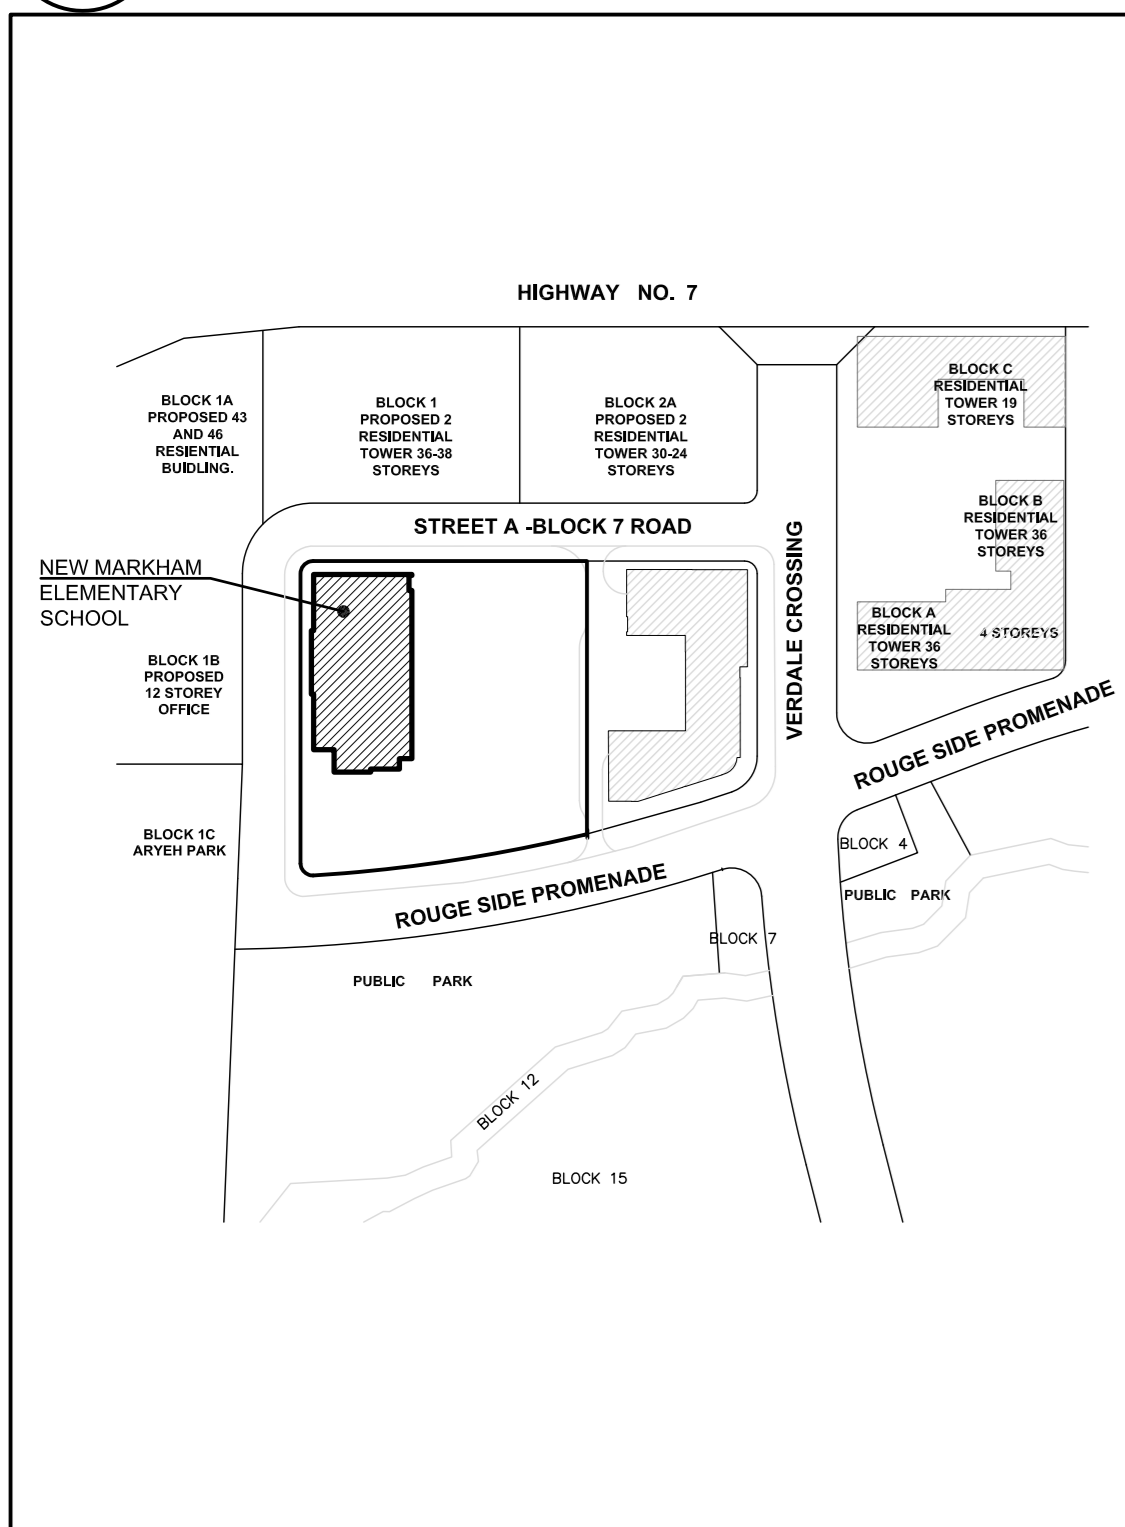 HIGHWAY NO. 7
BLOCK 1A
PROPOSED 43
AND 46
RESIENTIAL
BUIDLING.
BLOCK 1
PROPOSED 2
RESIDENTIAL
TOWER 36-38
STOREYS
BLOCK 2A
PROPOSED 2
RESIDENTIAL
TOWER 30-24
STOREYS
BLOCK C
RESIDENTIAL
TOWER 19
STOREYS
BLOCK B
RESIDENTIAL
TOWER 36
STOREYS
STREET A -BLOCK 7 ROAD
VERDALE CROSSING
NEW MARKHAM
ELEMENTARY
SCHOOL
BLOCK A
RESIDENTIAL
TOWER 36
STOREYS
4 STOREYS
BLOCK 1B
PROPOSED
12 STOREY
OFFICE
ROUGE SIDE PROMENADE
BLOCK 1C
ARYEH PARK
BLOCK 4
PUBLIC PARK
ROUGE SIDE PROMENADE
BLOCK 7
PUBLIC PARK
BLOCK 12
BLOCK 15